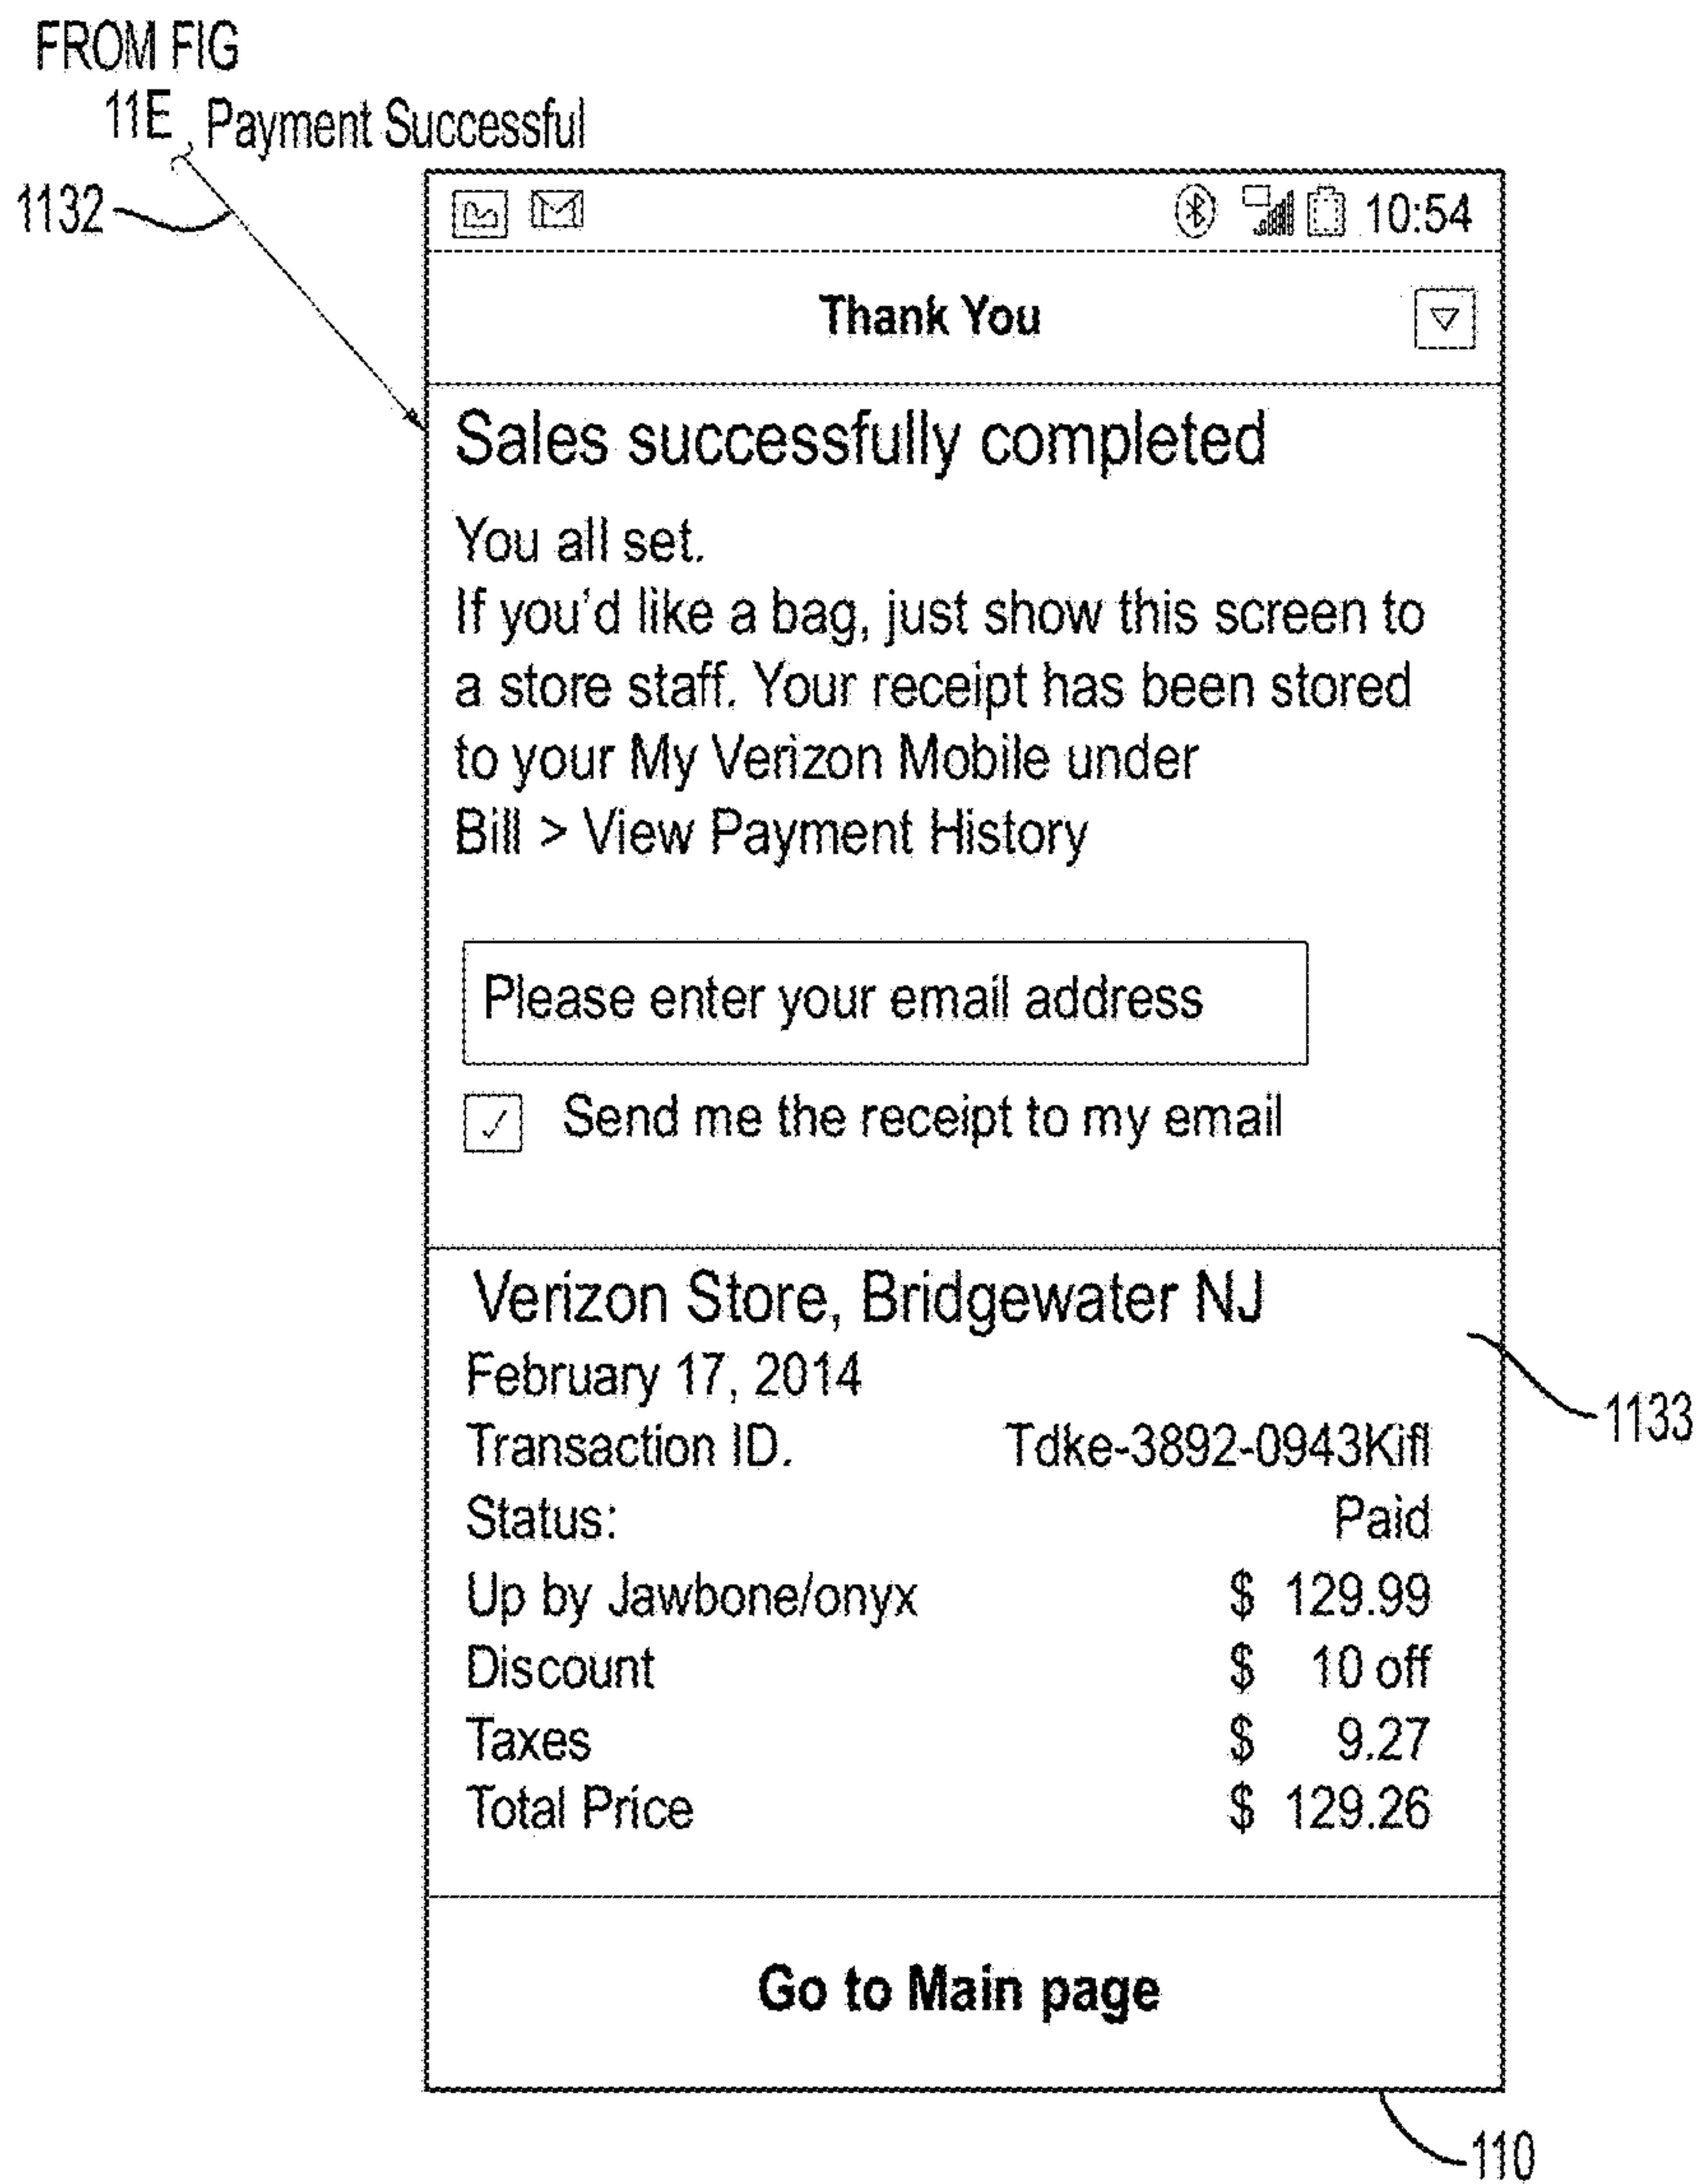 FROM FIG
11E
Payment Successful
1132
10:54
Thank You
Sales successfully completed
You all set.
If you'd like a bag, just show this screen to
a store staff. Your receipt has been stored
to your My Verizon Mobile under
Bill > View Payment History
Please enter your email address
Send me the receipt to my email
Verizon Store, Bridgewater NJ
February 17, 2014
1133
Transaction ID. Tdke-3892-0943Kifl
Status: Paid
Up by Jawbone/onyx $ 129.99
Discount $ 10 off
Taxes $ 9.27
Total Price $ 129.26
Go to Main page
110